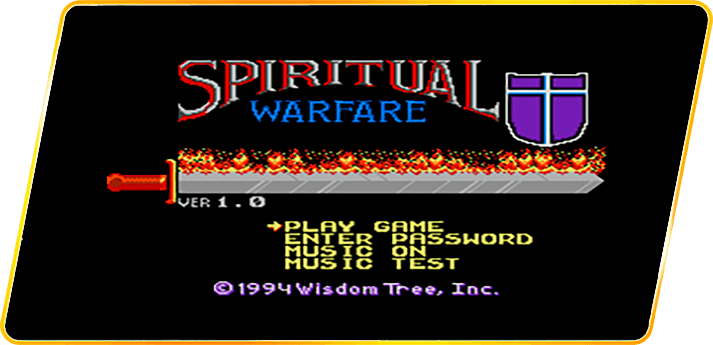 SPIRITUAL
WARFARE
VER 1.0
PLAY GAME
ENTER PASSWORD
MUSIC ON
MUSIC TEST
©1994 Wisdom Tree, Inc.